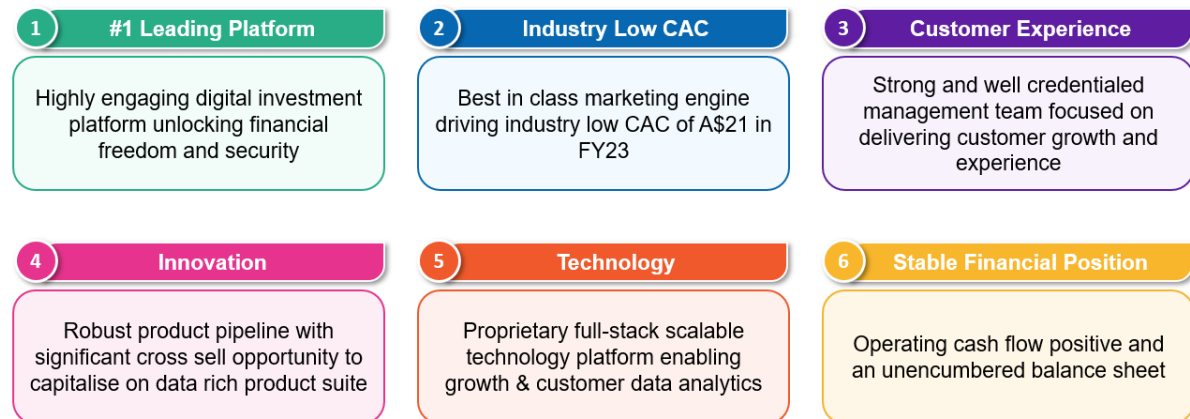 1
#1 Leading Platform
Highly engaging digital investment
platform unlocking financial
freedom and security
2
Industry Low CAC
Best in class marketing engine
driving industry low CAC of A$21 in
FY23
3
Customer Experience
Strong and well credentialed
management team focused on
delivering customer growth and
experience
4
Innovation
Robust product pipeline with
significant cross sell opportunity to
capitalise on data rich product suite
5
Technology
Proprietary full-stack scalable
technology platform enabling
growth & customer data analytics
6
Stable Financial Position
Operating cash flow positive and
an unencumbered balance sheet